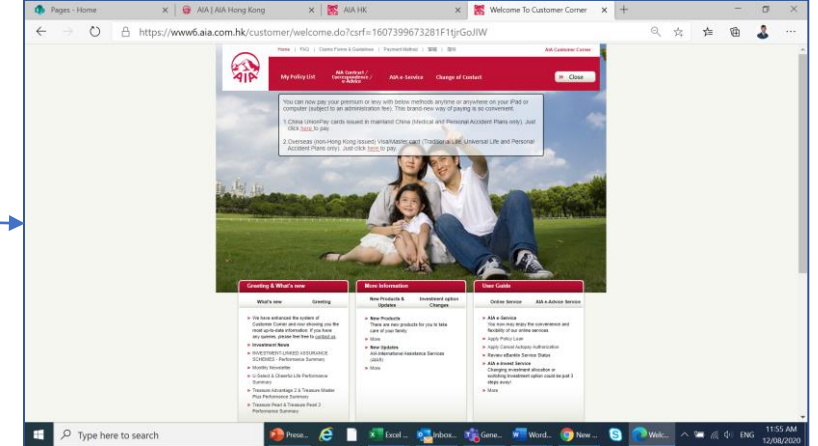 Pages - Home
AIA | AIA Hong Kong
AIA HK
Welcome To Customer Corner
https://www6.aia.com.hk/customer/welcome.do?csrf=1607399673281F1tjrGoJIW
Home | FAQ | Claims Forms & Guidelines | Payment Method | 繁體 | 简体
AIA Customer Corner
AIA
My Policy List
AIA Contract / Correspondence / e-Advice
AIA e-Service
Change of Contact
Close
You can now pay your premium or levy with below methods anytime or anywhere on your iPad or
computer (subject to an administration fee). This brand-new way of paying is so convenient.
1.China UnionPay cards issued in mainland China (Medical and Personal Accident Plans only). Just
click here to pay
2.Overseas (non-Hong Kong issued) Visa/Master card (Traditional Life, Universal Life and Personal
Accident Plans only). Just click here to pay
Greeting & What's new
What's new
Greeting
We have enhanced the system of
Customer Corner and now showing you the
most up-to-date information. If you have
any queries, please feel free to contact us.
Investment News
INVESTMENT-LINKED ASSURANCE
SCHEMES - Performance Summary
Monthly Newsletter
U-Select & Cheerful Life Performance
Summary
Treasure Advantage 2 & Treasure Master
Plus Performance Summary
Treasure Pearl & Treasure Pearl 2
Performance Summary
More Information
New Products &
Updates
Investment option
Changes
New Products
There are new products for you to take
care of your family
More
New Updates
AIA International Assistance Services
More
User Guide
Online Service
AIA e-Advice Service
AIA e-Service
You now may enjoy the convenience and
flexibility of our online services.
Apply Policy Loan
Apply Cancel Autopay Authorization
Review eBenefit Service Status
AIA e-Invest Service
Changing investment allocation or
switching investment option could be just 3
steps away!
More
Type here to search
Prese...
Excel ...
Inbox...
Gene...
Word...
New ...
Welc...
ENG
11:55 AM
12/08/2020